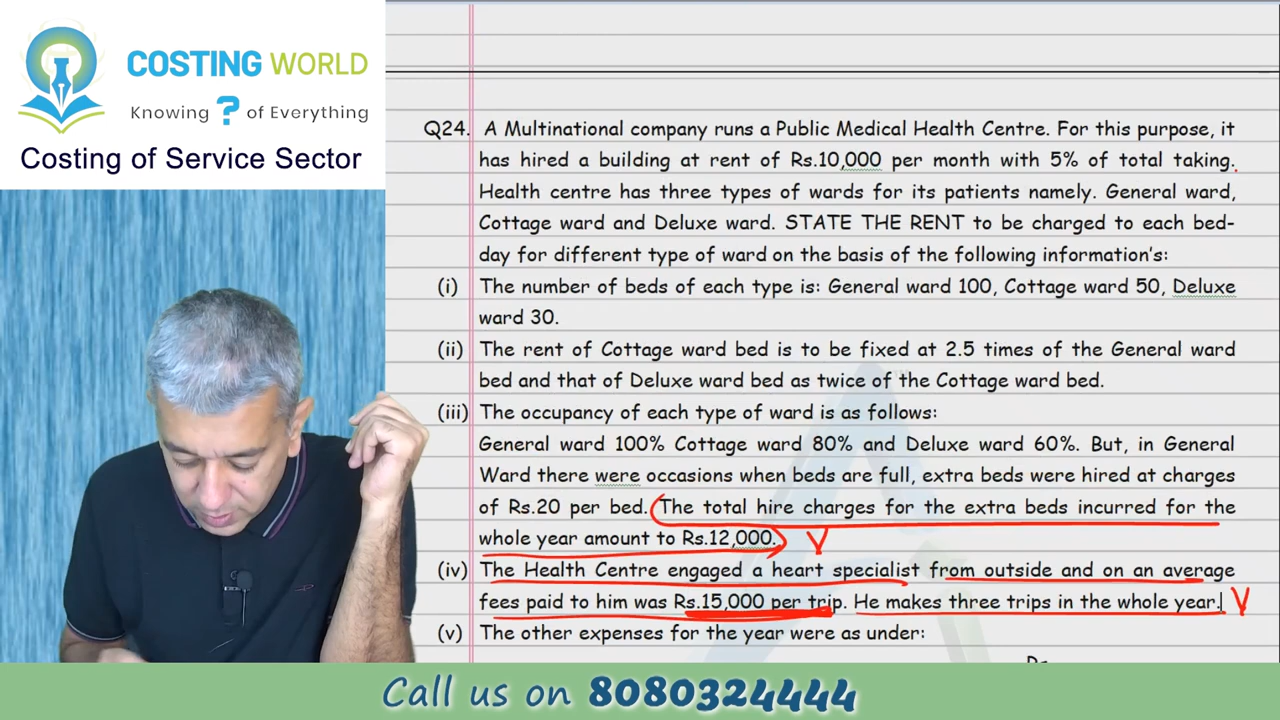 COSTING WORLD
Knowing ? of Everything
Costing of Service Sector
Q24. A Multinational company runs a Public Medical Health Centre. For this purpose, it
has hired a building at rent of Rs.10,000 per month with 5% of total taking.
Health centre has three types of wards for its patients namely. General ward,
Cottage ward and Deluxe ward. STATE THE RENT to be charged to each bed-
day for different type of ward on the basis of the following information's:
(i) The number of beds of each type is: General ward 100, Cottage ward 50, Deluxe
ward 30.
(ii) The rent of Cottage ward bed is to be fixed at 2.5 times of the General ward
bed and that of Deluxe ward bed as twice of the Cottage ward bed.
(iii) The occupancy of each type of ward is as follows:
General ward 100% Cottage ward 80% and Deluxe ward 60%. But, in General
Ward there were occasions when beds are full, extra beds were hired at charges
of Rs.20 per bed. The total hire charges for the extra beds incurred for the
whole year amount to Rs.12,000. V
(iv) The Health Centre engaged a heart specialist from outside and on an average
fees paid to him was Rs.15,000 per trip. He makes three trips in the whole year. V
(v) The other expenses for the year were as under:
Call us on 8080324444